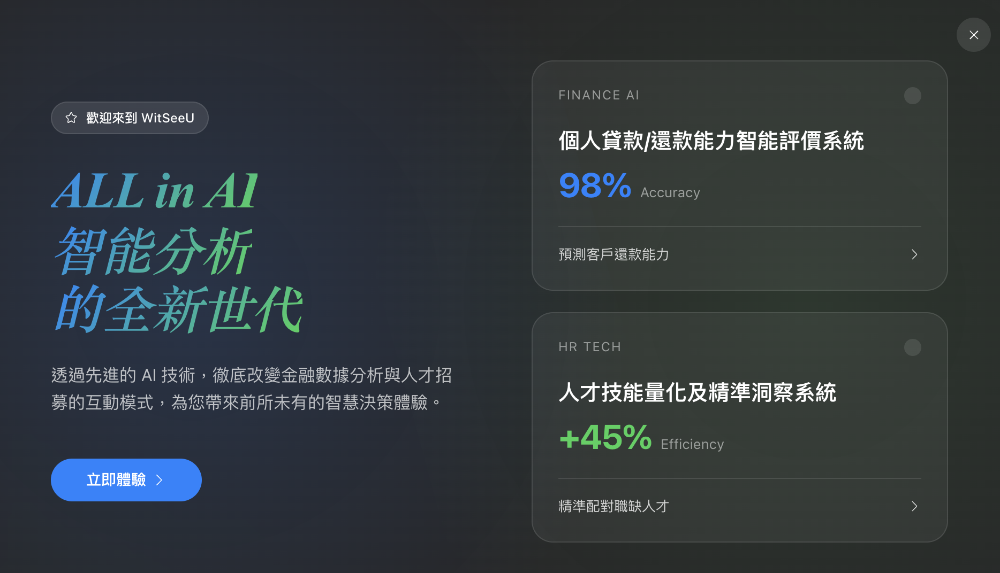 歡迎來到 WitSeeU
ALL in AI
智能分析
的全新世代
透過先進的 AI 技術，徹底改變金融數據分析與人才招
募的互動模式，為您帶來前所未有的智慧決策體驗。
立即體驗
FINANCE AI
個人貸款/還款能力智能評價系統
98% Accuracy
預測客戶還款能力
HR TECH
人才技能量化及精準洞察系統
+45% Efficiency
精準配對職缺人才